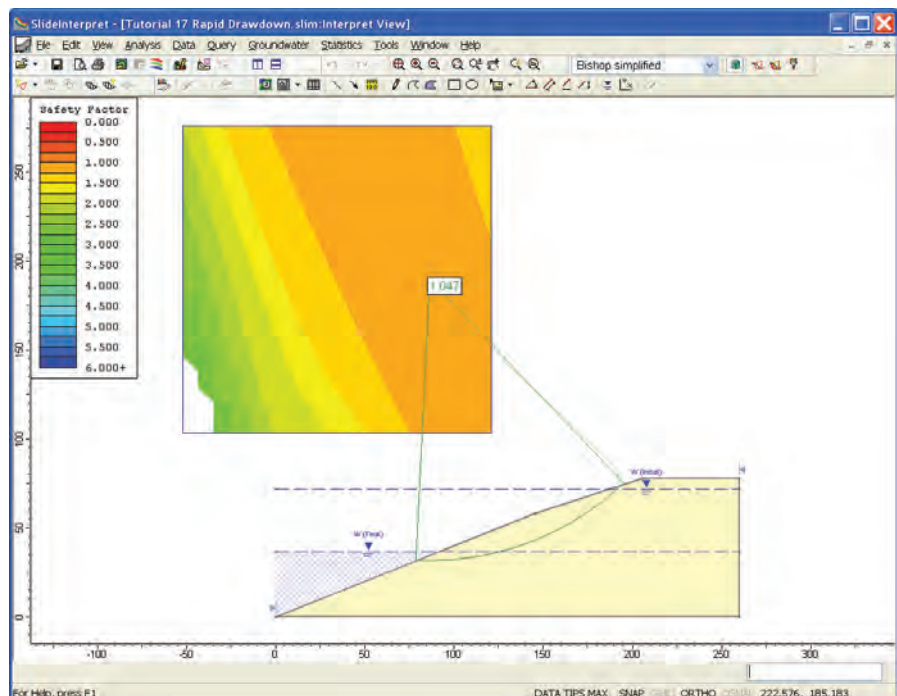 SlideInterpret - [Tutorial 17 Rapid Drawdown.slim:Interpret View]
File Edit View Analysis Data Query Groundwater Statistics Tools Window Help
Bishop simplified
Safety Factor
0.000
0.500
1.000
1.500
2.000
2.500
3.000
3.500
4.000
4.500
5.000
5.500
6.000+
1.047
W (Initial)
W (Final)
250
200
150
100
50
0
-100 -50 0 50 100 150 200 250 300
For Help, press F1
DATA TIPS MAX SNAP GRID ORTHO OSNAP 222.576, 185.183